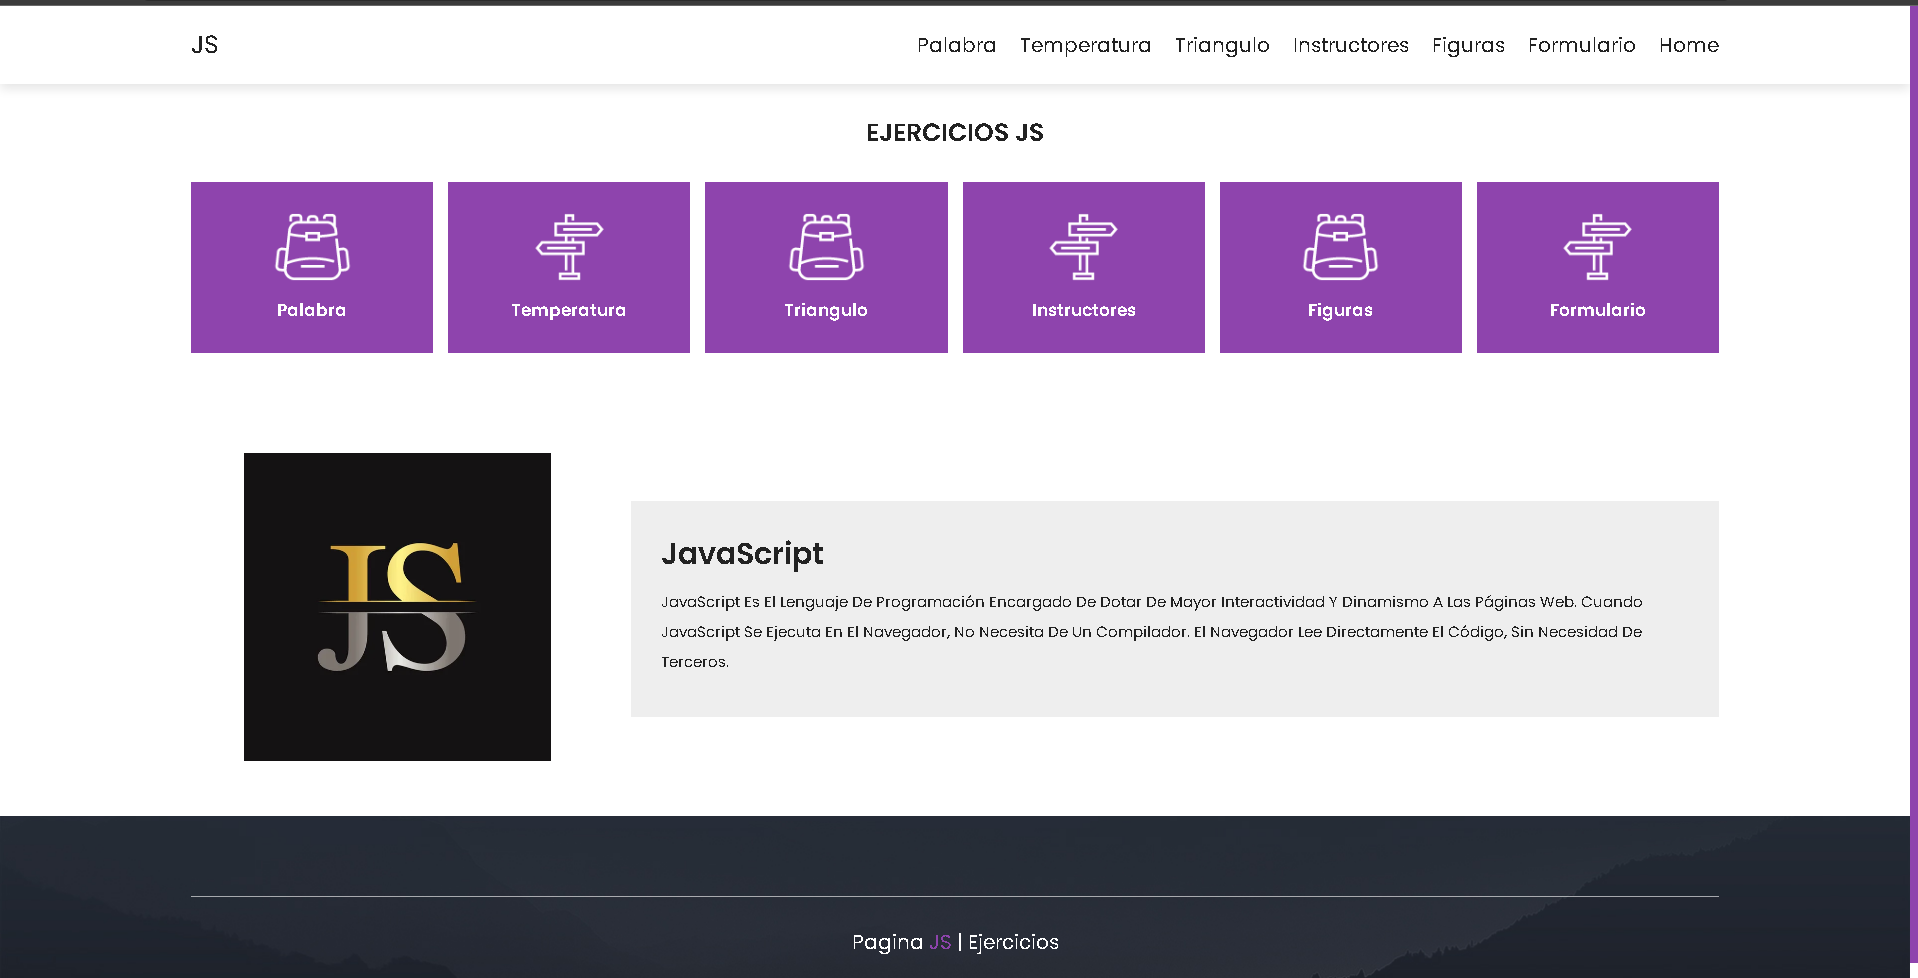 JS
Palabra Temperatura Triangulo Instructores Figuras Formulario Home
EJERCICIOS JS
Palabra
Temperatura
Triangulo
Instructores
Figuras
Formulario
JS
JavaScript
JavaScript Es El Lenguaje De Programación Encargado De Dotar De Mayor Interactividad Y Dinamismo A Las Páginas Web. Cuando
JavaScript Se Ejecuta En El Navegador, No Necesita De Un Compilador. El Navegador Lee Directamente El Código, Sin Necesidad De
Terceros.
Pagina JS | Ejercicios